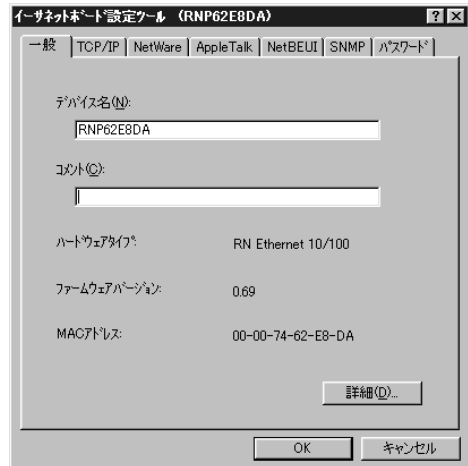 イーサネットボード設定ツール (RNP62E8DA)
一般 TCP/IP NetWare AppleTalk NetBEUI SNMP パスワード
デバイス名(N):
RNP62E8DA
コメント(C):
ハードウェアタイプ: RN Ethernet 10/100
ファームウェアバージョン: 0.69
MACアドレス: 00-00-74-62-E8-DA
詳細(D)...
OK キャンセル